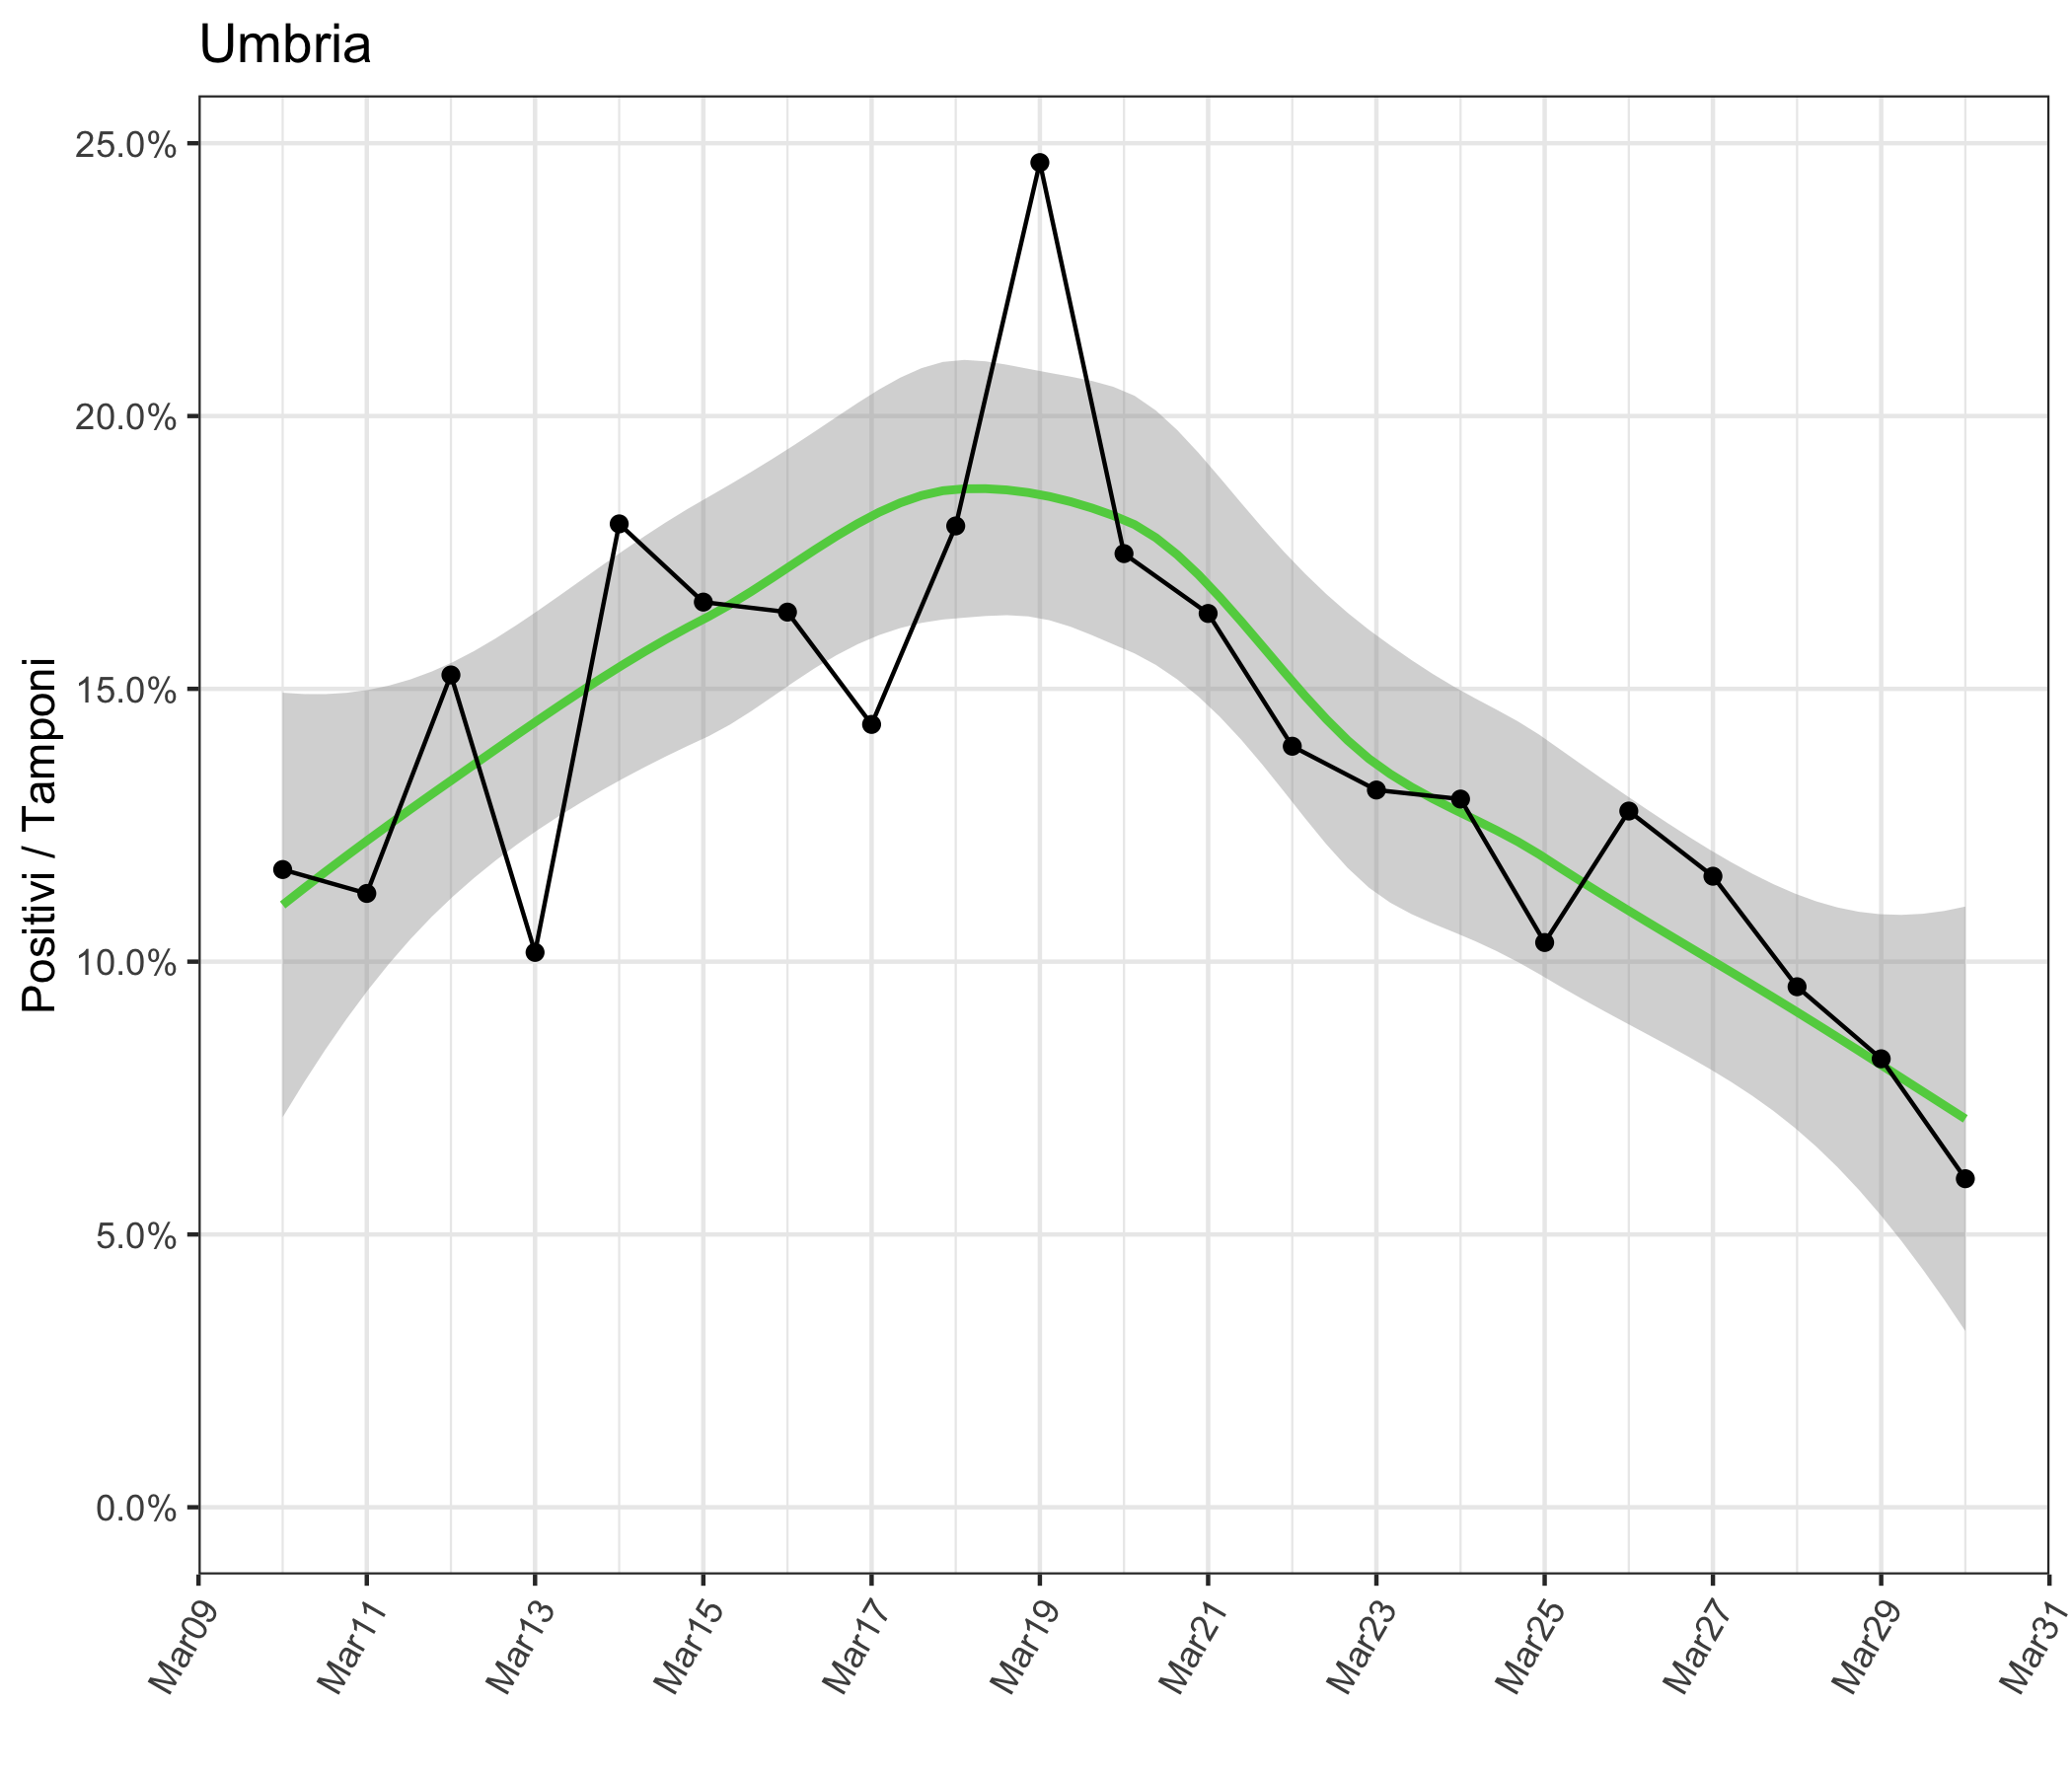 Umbria
Positivi / Tamponi
25.0%
20.0%
15.0%
10.0%
5.0%
0.0%
Mar09
Mar11
Mar13
Mar15
Mar17
Mar19
Mar21
Mar23
Mar25
Mar27
Mar29
Mar31